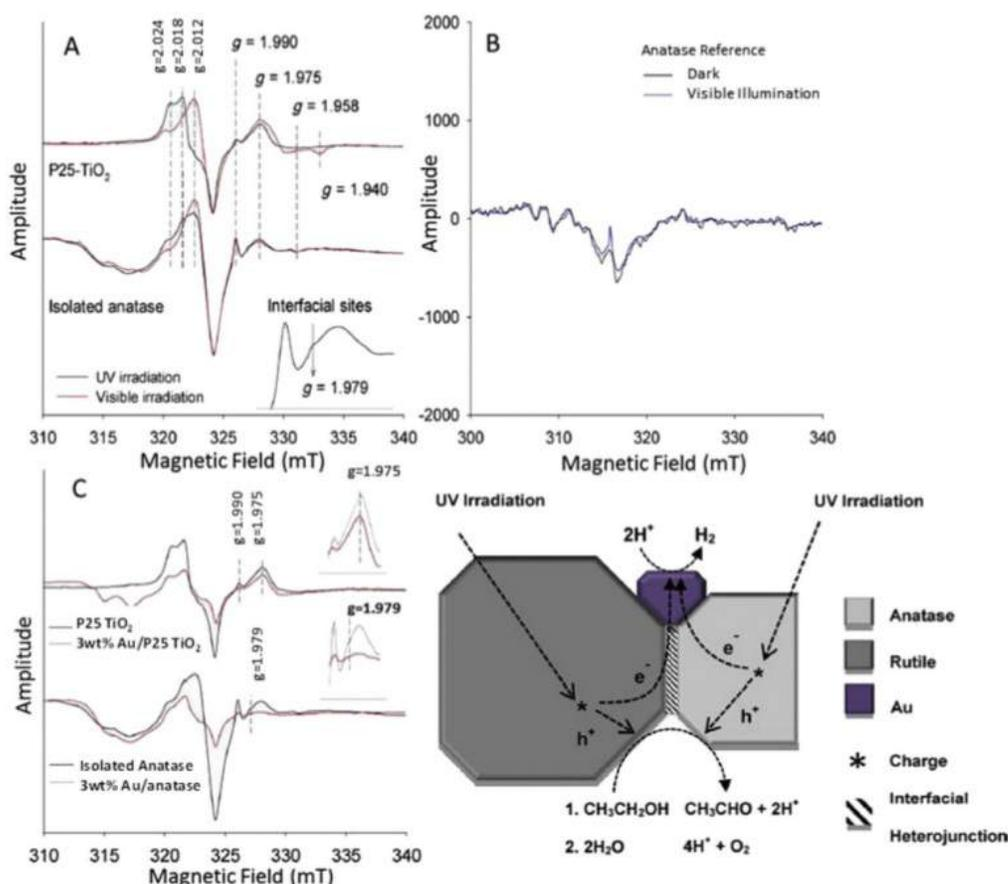 A
g=2.024
g=2.018
g=2.012
g = 1.990
g = 1.975
g = 1.958
g = 1.940
P25-TiO₂
Isolated anatase
Interfacial sites
g = 1.979
UV irradiation
Visible irradiation
Amplitude
310 315 320 325 330 335 340
Magnetic Field (mT)
B
Anatase Reference
Dark
Visible Illumination
2000
1000
0
-1000
-2000
Amplitude
300 310 320 330 340
Magnetic Field (mT)
C
g=1.990
g=1.975
g=1.975
P25 TiO₂
3wt% Au/P25 TiO₂
g=1.979
g=1.979
Isolated Anatase
3wt% Au/anatase
Amplitude
310 315 320 325 330 335 340
Magnetic Field (mT)
UV Irradiation
UV Irradiation
2H⁺ H₂
e⁻
e⁻
* *
h⁺
h⁺
1. CH₃CH₂OH CH₃CHO + 2H⁺
2. 2H₂O 4H⁺ + O₂
Anatase
Rutile
Au
* Charge
Interfacial
Heterojunction